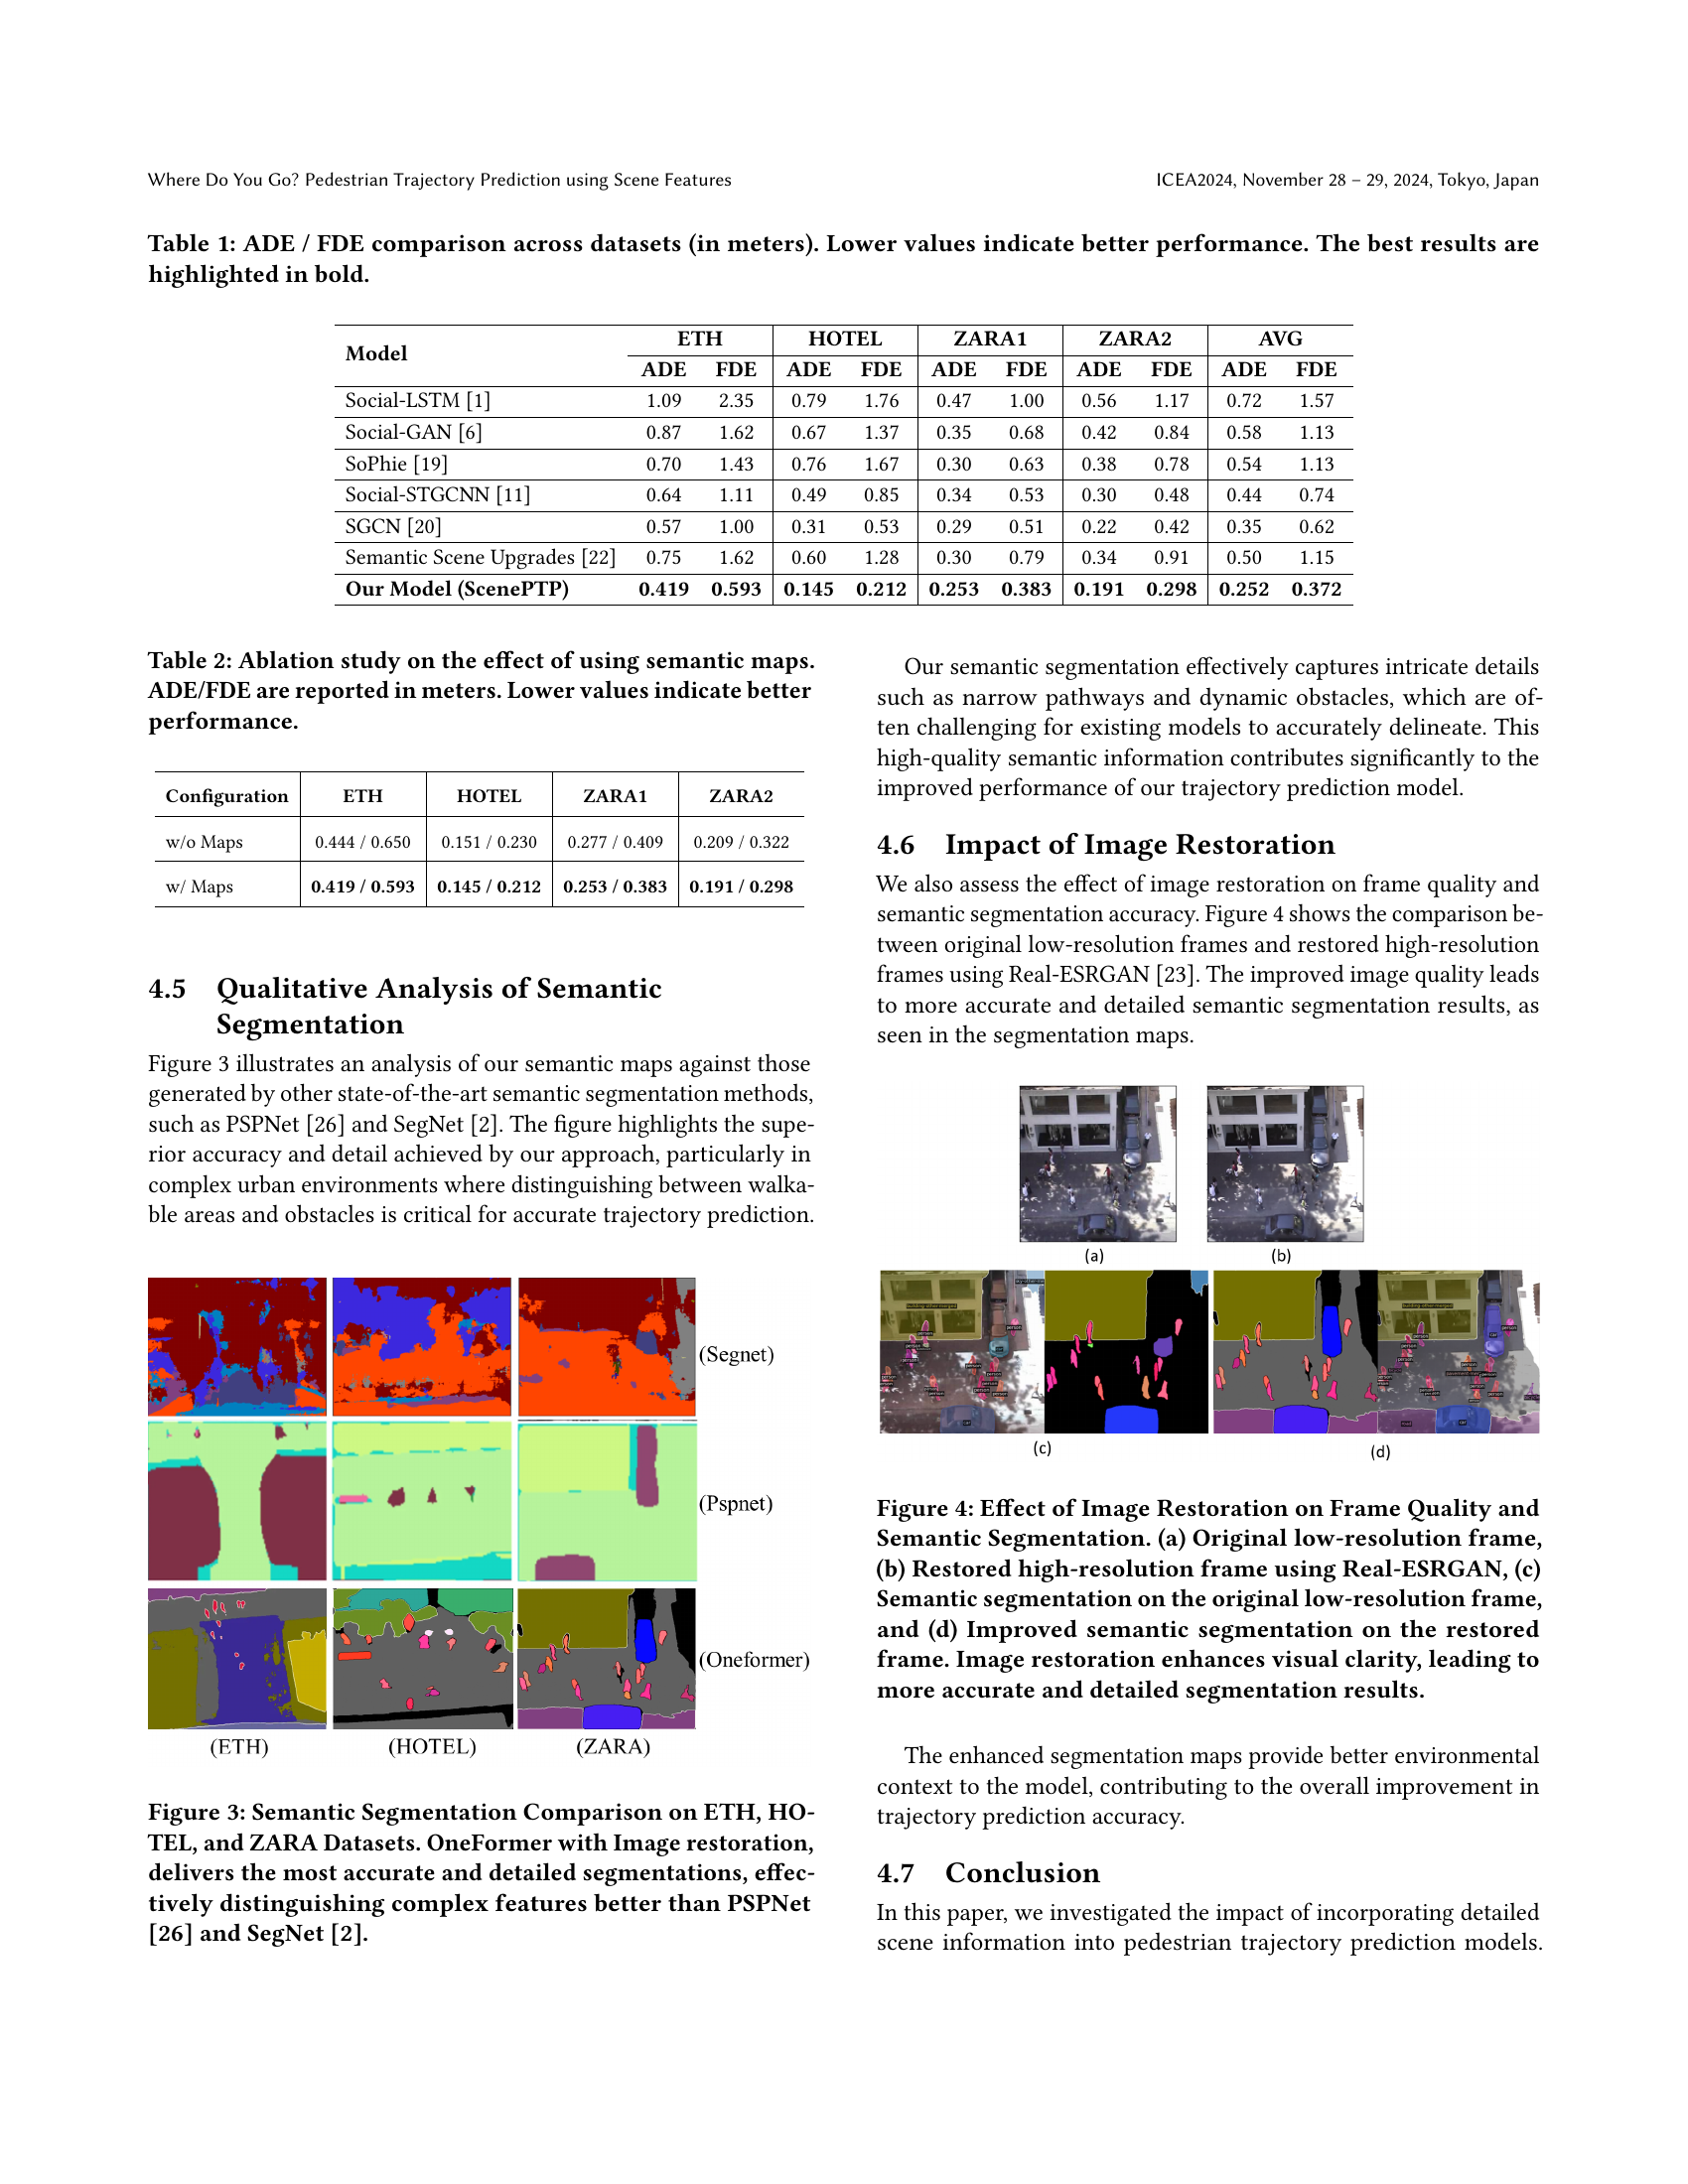 Where Do You Go? Pedestrian Trajectory Prediction using Scene Features
ICEA2024, November 28 – 29, 2024, Tokyo, Japan
Table 1: ADE / FDE comparison across datasets (in meters). Lower values indicate better performance. The best results are
highlighted in bold.
Model ETH HOTEL ZARA1 ZARA2 AVG
ADE FDE ADE FDE ADE FDE ADE FDE ADE FDE
Social-LSTM [1] 1.09 2.35 0.79 1.76 0.47 1.00 0.56 1.17 0.72 1.57
Social-GAN [6] 0.87 1.62 0.67 1.37 0.35 0.68 0.42 0.84 0.58 1.13
SoPhie [19] 0.70 1.43 0.76 1.67 0.30 0.63 0.38 0.78 0.54 1.13
Social-STGCNN [11] 0.64 1.11 0.49 0.85 0.34 0.53 0.30 0.48 0.44 0.74
SGCN [20] 0.57 1.00 0.31 0.53 0.29 0.51 0.22 0.42 0.35 0.62
Semantic Scene Upgrades [22] 0.75 1.62 0.60 1.28 0.30 0.79 0.34 0.91 0.50 1.15
Our Model (ScenePTP) 0.419 0.593 0.145 0.212 0.253 0.383 0.191 0.298 0.252 0.372
Table 2: Ablation study on the effect of using semantic maps.
ADE/FDE are reported in meters. Lower values indicate better
performance.
Configuration ETH HOTEL ZARA1 ZARA2
w/o Maps 0.444 / 0.650 0.151 / 0.230 0.277 / 0.409 0.209 / 0.322
w/ Maps 0.419 / 0.593 0.145 / 0.212 0.253 / 0.383 0.191 / 0.298
4.5 Qualitative Analysis of Semantic
Segmentation
Figure 3 illustrates an analysis of our semantic maps against those
generated by other state-of-the-art semantic segmentation methods,
such as PSPNet [26] and SegNet [2]. The figure highlights the supe-
rior accuracy and detail achieved by our approach, particularly in
complex urban environments where distinguishing between walka-
ble areas and obstacles is critical for accurate trajectory prediction.
(Segnet)
(Pspnet)
(Oneformer)
(ETH) (HOTEL) (ZARA)
Figure 3: Semantic Segmentation Comparison on ETH, HO-
TEL, and ZARA Datasets. OneFormer with Image restoration,
delivers the most accurate and detailed segmentations, effec-
tively distinguishing complex features better than PSPNet
[26] and SegNet [2].
Our semantic segmentation effectively captures intricate details
such as narrow pathways and dynamic obstacles, which are of-
ten challenging for existing models to accurately delineate. This
high-quality semantic information contributes significantly to the
improved performance of our trajectory prediction model.
4.6 Impact of Image Restoration
We also assess the effect of image restoration on frame quality and
semantic segmentation accuracy. Figure 4 shows the comparison be-
tween original low-resolution frames and restored high-resolution
frames using Real-ESRGAN [23]. The improved image quality leads
to more accurate and detailed semantic segmentation results, as
seen in the segmentation maps.
(a) (b)
(c) (d)
Figure 4: Effect of Image Restoration on Frame Quality and
Semantic Segmentation. (a) Original low-resolution frame,
(b) Restored high-resolution frame using Real-ESRGAN, (c)
Semantic segmentation on the original low-resolution frame,
and (d) Improved semantic segmentation on the restored
frame. Image restoration enhances visual clarity, leading to
more accurate and detailed segmentation results.
The enhanced segmentation maps provide better environmental
context to the model, contributing to the overall improvement in
trajectory prediction accuracy.
4.7 Conclusion
In this paper, we investigated the impact of incorporating detailed
scene information into pedestrian trajectory prediction models.